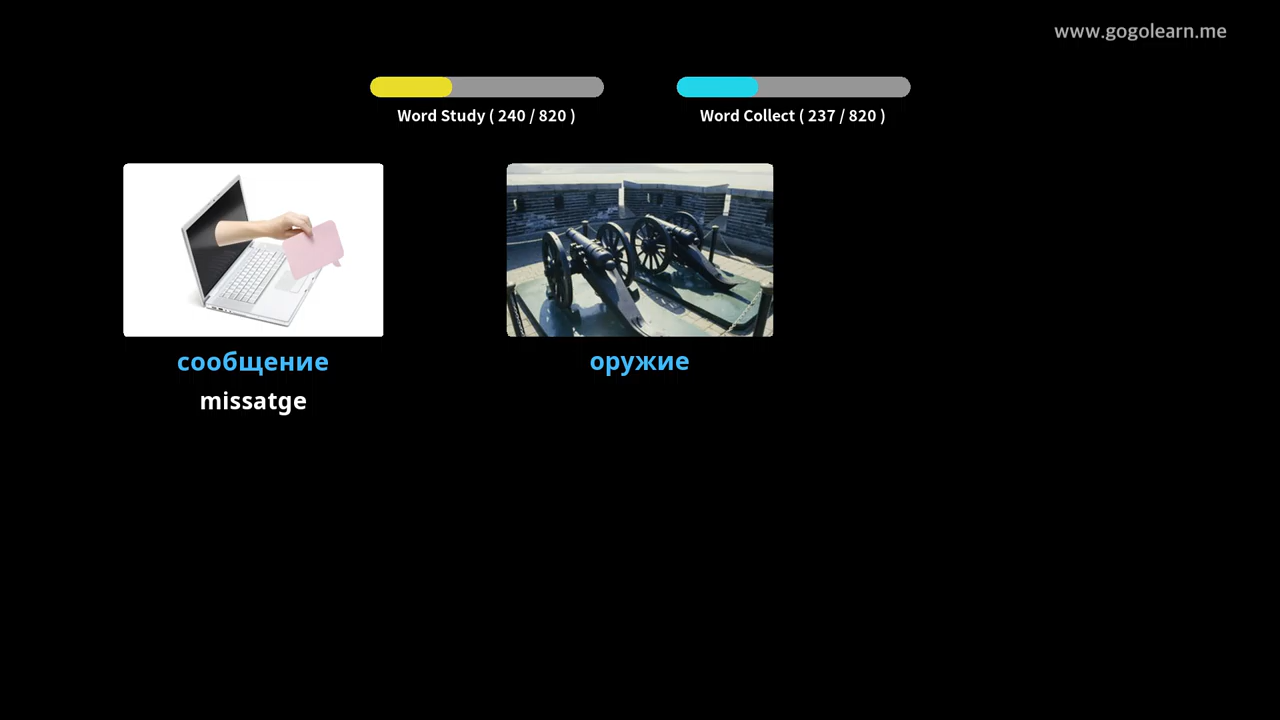 www.gogolearn.me
Word Study ( 240 / 820 )
Word Collect ( 237 / 820 )
сообщение
missatge
оружие